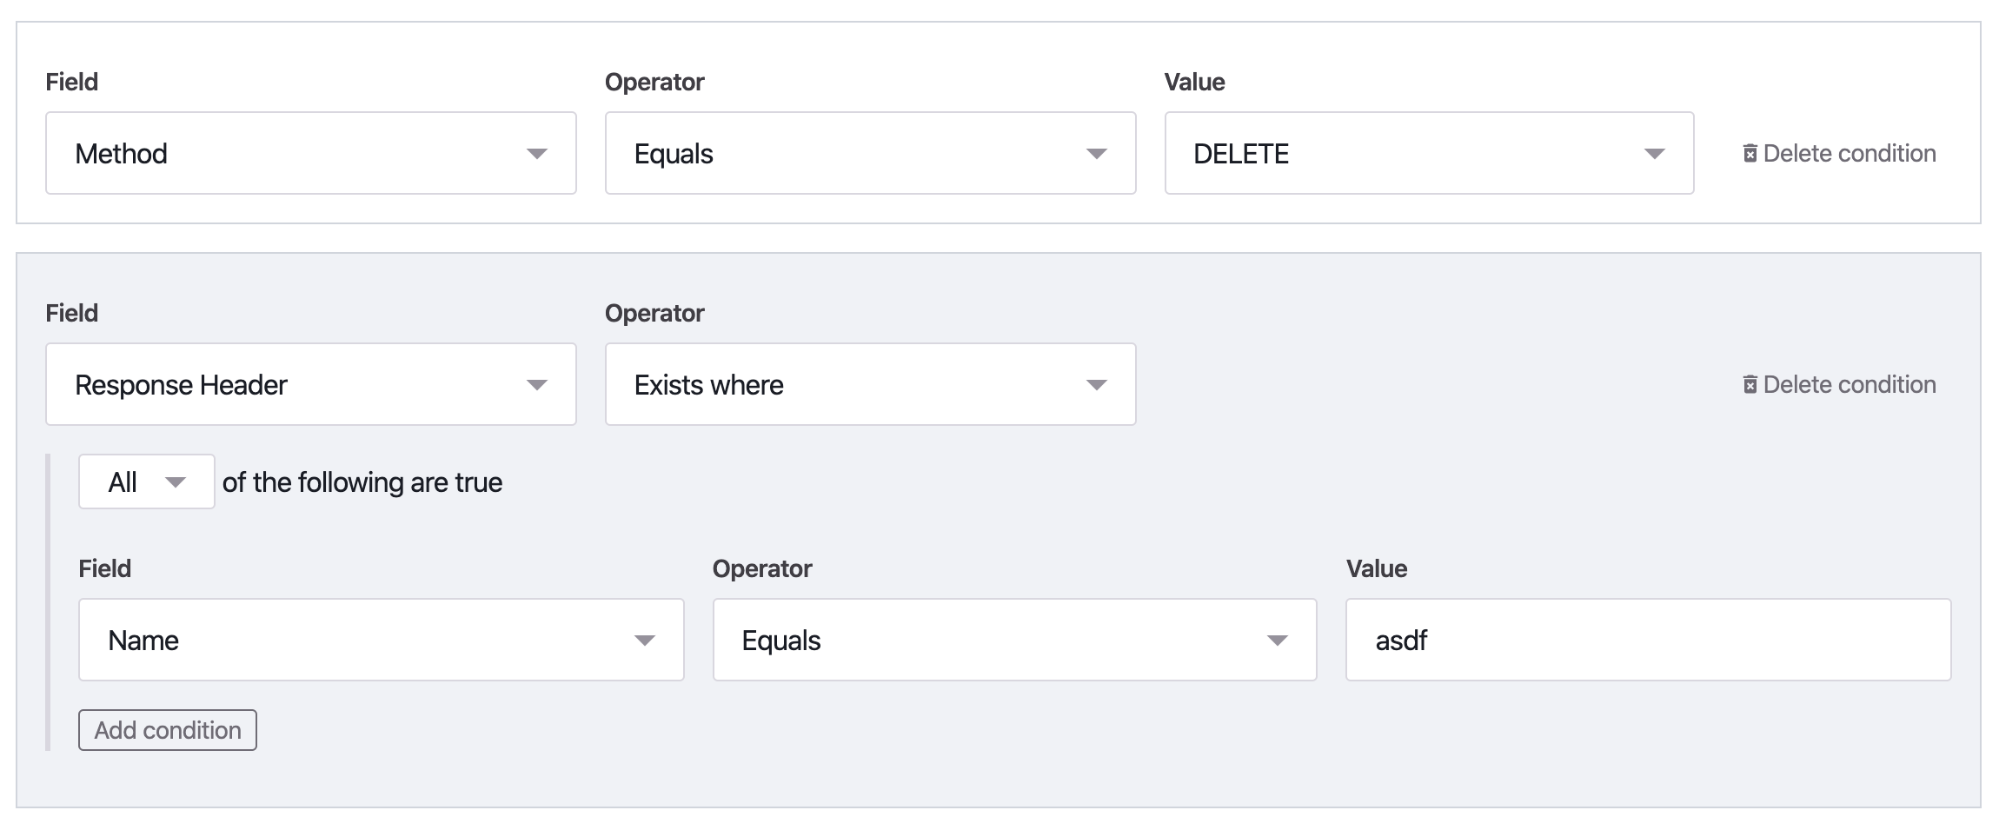 Field Operator Value
Method Equals DELETE Delete condition
Field Operator
Response Header Exists where Delete condition
All of the following are true
Field Operator Value
Name Equals asdf
Add condition